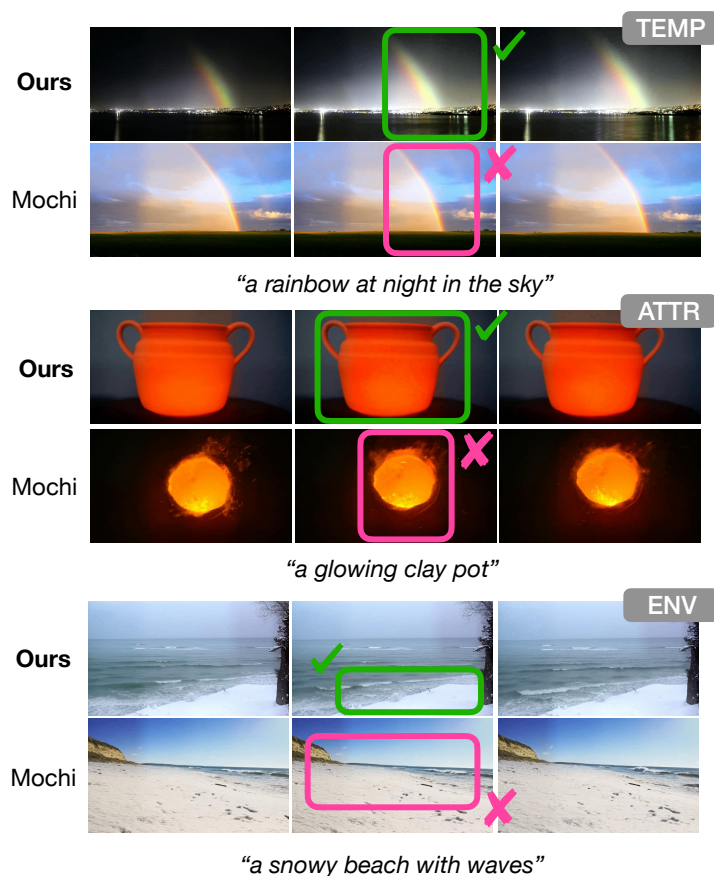 TEMP
Ours
Mochi
“a rainbow at night in the sky”
ATTR
Ours
Mochi
“a glowing clay pot”
ENV
Ours
Mochi
“a snowy beach with waves”